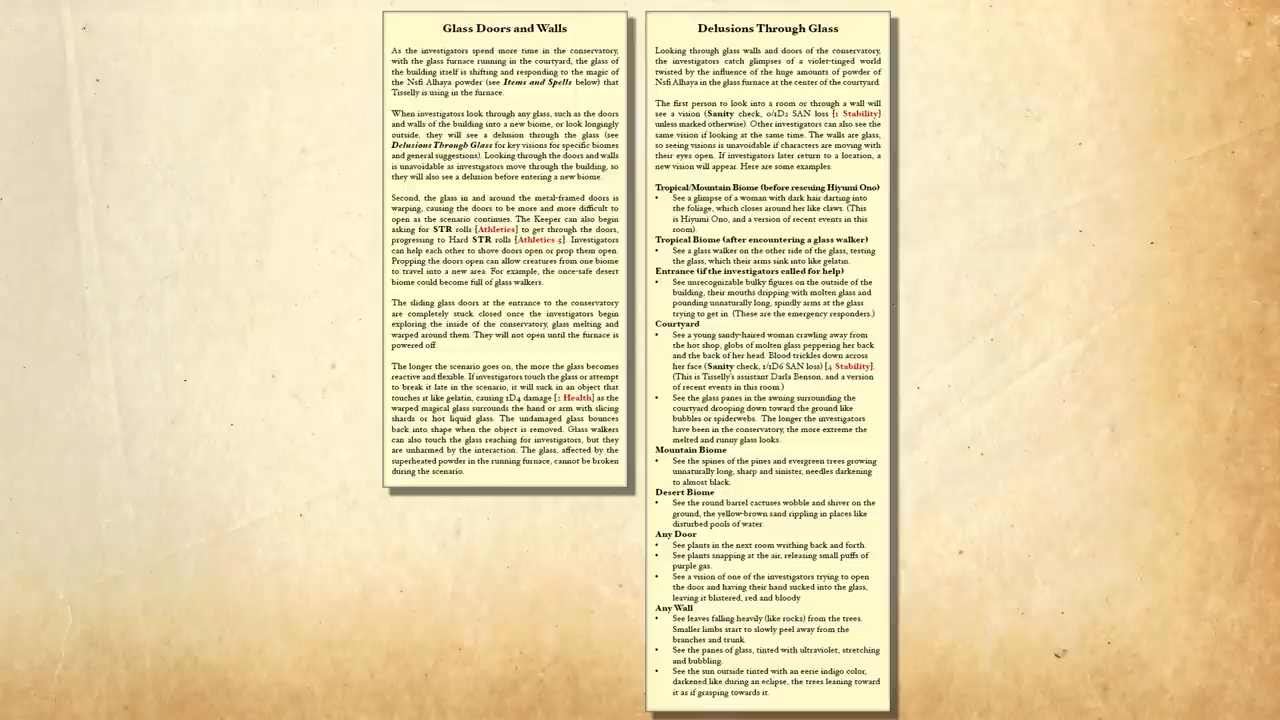 Glass Doors and Walls
As the investigators spend more time in the conservatory,
with the glass furnace running in the courtyard, the glass of
the building itself is shifting and responding to the magic of
the Nsfi Alhaya powder (see Items and Spells below) that
Tisselly is using in the furnace.
When investigators look through any glass, such as the doors
and walls of the building into a new biome, or look longingly
outside, they will see a delusion through the glass (see
Delusions Through Glass for key visions for specific biomes
and general suggestions). Looking through the doors and walls
is unavoidable as investigators move through the building, so
they will also see a delusion before entering a new biome.
Second, the glass in and around the metal-framed doors is
warping, causing the doors to be more and more difficult to
open as the scenario continues. The Keeper can also begin
asking for STR rolls [Athletics] to get through the doors,
progressing to Hard STR rolls [Athletics 5]. Investigators
can help each other to shove doors open or prop them open.
Propping the doors open can allow creatures from one biome
to travel into a new area. For example, the once-safe desert
biome could become full of glass walkers.
The sliding glass doors at the entrance to the conservatory
are completely stuck closed once the investigators begin
exploring the inside of the conservatory, glass melting and
warped around them. They will not open until the furnace is
powered off
The longer the scenario goes on, the more the glass becomes
reactive and flexible. If investigators touch the glass or attempt
to break it late in the scenario, it will suck in an object that
touches it like gelatin, causing 1D4 damage [2 Health] as the
warped magical glass surrounds the hand or arm with slicing
shards or hot liquid glass. The undamaged glass bounces
back into shape when the object is removed. Glass walkers
can also touch the glass reaching for investigators, but they
are unharmed by the interaction. The glass, affected by the
superheated powder in the running furnace, cannot be broken
during the scenario.
Delusions Through Glass
Looking through glass walls and doors of the conservatory,
the investigators catch glimpses of a violet-tinged world
twisted by the influence of the huge amounts of powder of
Nsfi Alhaya in the glass furnace at the center of the courtyard.
The first person to look into a room or through a wall will
see a vision (Sanity check, 0/1D2 SAN loss [1 Stability]
unless marked otherwise). Other investigators can also see the
same vision if looking at the same time. The walls are glass,
so seeing visions is unavoidable if characters are moving with
their eyes open. If investigators later return to a location, a
new vision will appear. Here are some examples:
Tropical/Mountain Biome (before rescuing Hiyumi Ono)
• See a glimpse of a woman with dark hair darting into
the foliage, which closes around her like claws. (This
is Hiyumi Ono, and a version of recent events in this
room).
Tropical Biome (after encountering a glass walker)
• See a glass walker on the other side of the glass, testing
the glass, which their arms sink into like gelatin.
Entrance (if the investigators called for help)
• See unrecognizable bulky figures on the outside of the
building, their mouths dripping with molten glass and
pounding unnaturally long, spindly arms at the glass
trying to get in. (These are the emergency responders.)
Courtyard
• See a young sandy-haired woman crawling away from
the hot shop, globs of molten glass peppering her back
and the back of her head. Blood trickles down across
her face (Sanity check, 1/1D6 SAN loss) [4 Stability].
(This is Tisselly's assistant Darla Benson, and a version
of recent events in this room.)
• See the glass panes in the awning surrounding the
courtyard drooping down toward the ground like
bubbles or spiderwebs. The longer the investigators
have been in the conservatory, the more extreme the
melted and runny glass looks.
Mountain Biome
• See the spines of the pines and evergreen trees growing
unnaturally long, sharp and sinister, needles darkening
to almost black.
Desert Biome
• See the round barrel cactuses wobble and shiver on the
ground, the yellow-brown sand rippling in places like
disturbed pools of water.
Any Door
• See plants in the next room writhing back and forth.
• See plants snapping at the air, releasing small puffs of
purple gas.
• See a vision of one of the investigators trying to open
the door and having their hand sucked into the glass,
leaving it blistered, red and bloody
Any Wall
• See leaves falling heavily (like rocks) from the trees.
Smaller limbs start to slowly peel away from the
branches and trunk.
• See the panes of glass, tinted with ultraviolet, stretching
and bubbling.
• See the sun outside tinted with an eerie indigo color,
darkened like during an eclipse, the trees leaning toward
it as if grasping towards it.